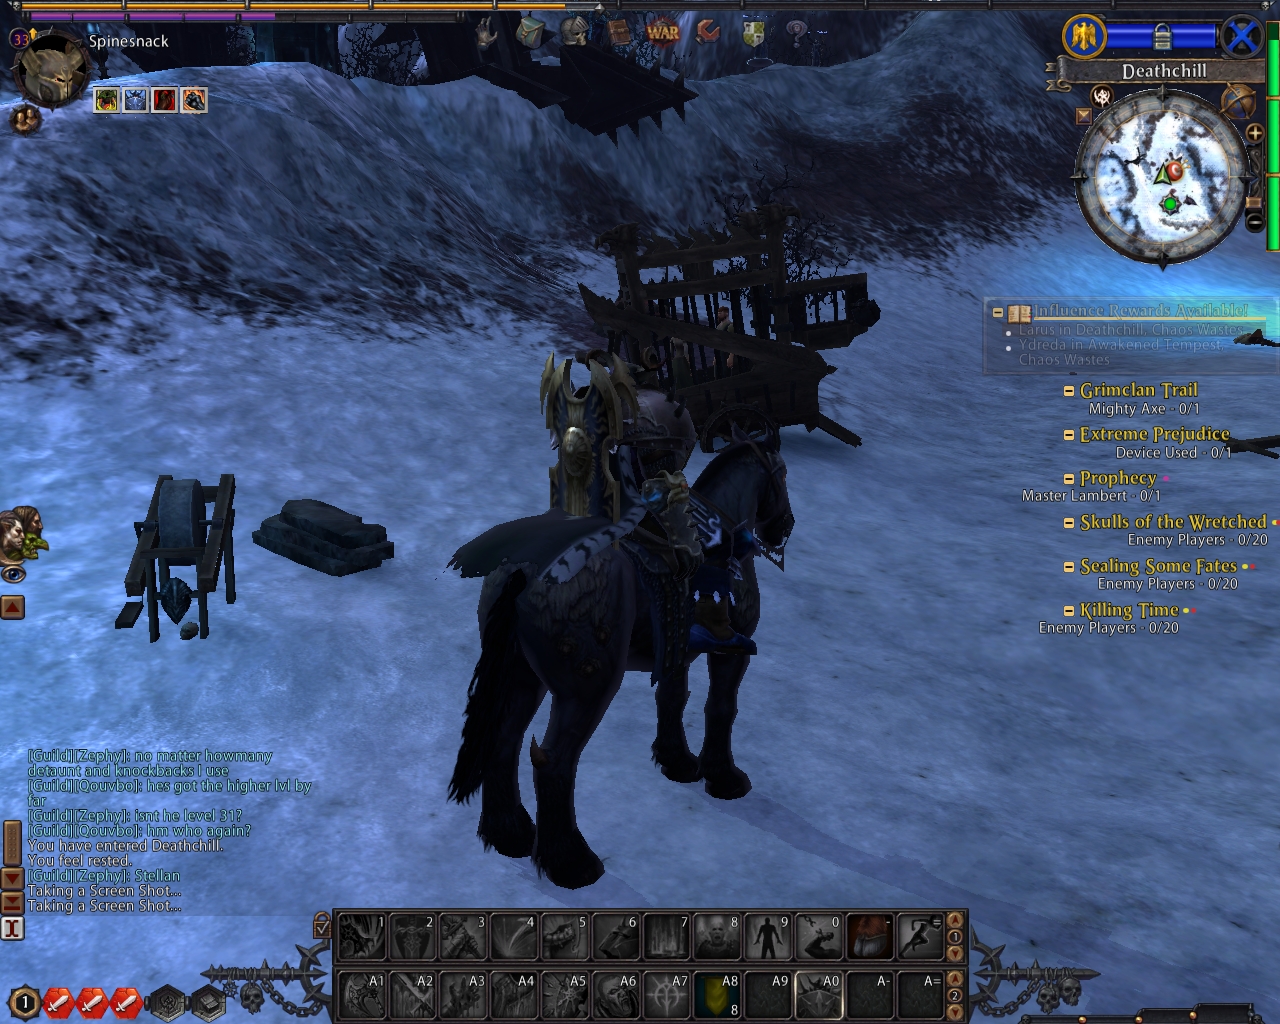 33
Spinesnack
WAR
Deathchill
Influence Rewards Available!
Larus in Deathchill, Chaos Wastes
Ydreda in Awakened Tempest,
Chaos Wastes
Grimclan Trail
Mighty Axe - 0/1
Extreme Prejudice
Device Used - 0/1
Prophecy
Master Lambert - 0/1
Skulls of the Wretched
Enemy Players - 0/20
Sealing Some Fates
Enemy Players - 0/20
Killing Time
Enemy Players - 0/20
[Guild][Zephy]: no matter howmany
detaunt and knockbacks I use
[Guild][Qouvbo]: hes got the higher lvl by
far
[Guild][Zephy]: isnt he level 31?
[Guild][Qouvbo]: hm who again?
You have entered Deathchill.
You feel rested.
[Guild][Zephy]: Stellan
Taking a Screen Shot...
Taking a Screen Shot...
1 2 3 4 5 6 7 8 9 0 - =
1
A1 A2 A3 A4 A5 A6 A7 A8 A9 A0 A- A=
8
2
1